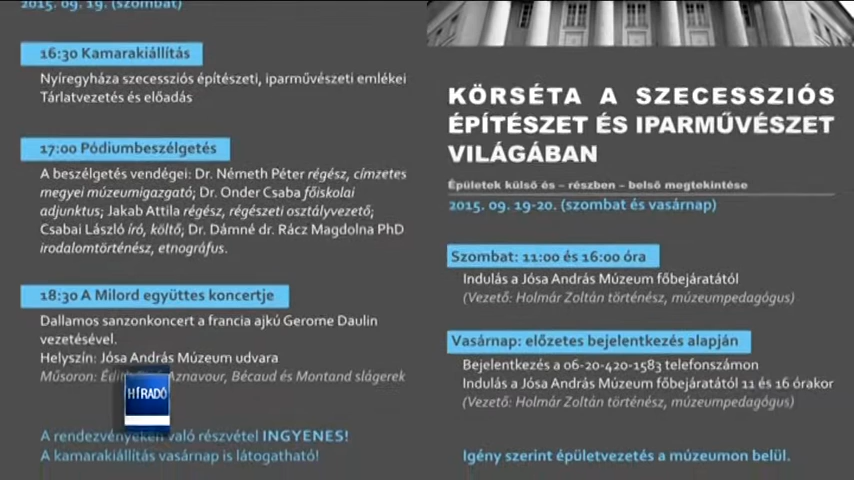 2015. 09. 19. (szombat)
16:30 Kamarakiállítás
Nyíregyháza szecessziós építészeti, iparművészeti emlékei
Tárlatvezetés és előadás
17:00 Pódiumbeszélgetés
A beszélgetés vendégei: Dr. Németh Péter régész, címzetes
megyei múzeumigazgató; Dr. Onder Csaba főiskolai
adjunktus; Jakab Attila régész, régészeti osztályvezető;
Csabai László író, költő; Dr. Dámné dr. Rácz Magdolna PhD
irodalomtörténész, etnográfus.
18:30 A Milord együttes koncertje
Dallamos sanzonkoncert a francia ajkú Gerome Daulin
vezetésével.
Helyszín: Jósa András Múzeum udvara
Műsoron: Aznavour, Bécaud és Montand slágerek
HÍRADÓ
A rendezvényeken való részvétel INGYENES!
A kamarakiállítás vasárnap is látogatható!
KÖRSÉTA A SZECESSZIÓS
ÉPÍTÉSZET ÉS IPARMŰVÉSZET
VILÁGÁBAN
Épületek külső és – részben – belső megtekintése
2015. 09. 19-20. (szombat és vasárnap)
Szombat: 11:00 és 16:00 óra
Indulás a Jósa András Múzeum főbejáratától
(Vezető: Holmár Zoltán történész, múzeumpedagógus)
Vasárnap: előzetes bejelentkezés alapján
Bejelentkezés a 06-20-420-1583 telefonszámon
Indulás a Jósa András Múzeum főbejáratától 11 és 16 órakor
(Vezető: Holmár Zoltán történész, múzeumpedagógus)
Igény szerint épületvezetés a múzeumon belül.